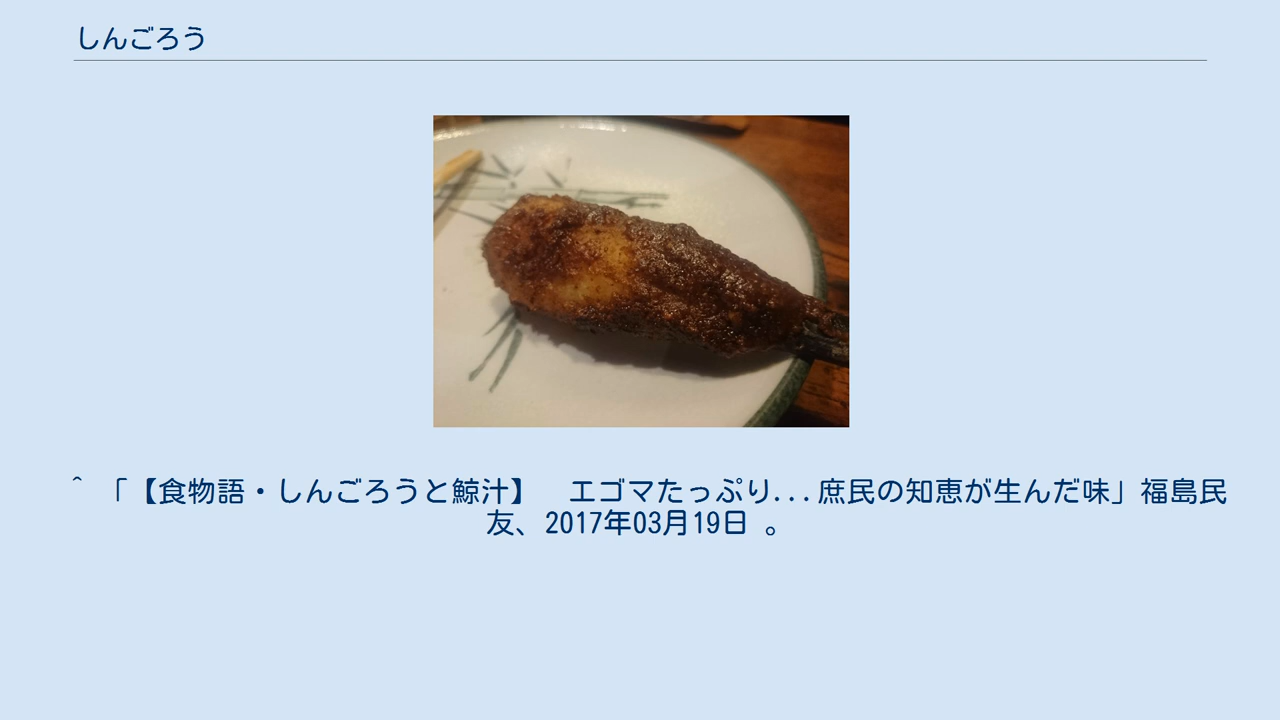 しんごろう
^ 「【食物語・しんごろうと鯨汁】　エゴマたっぷり...庶民の知恵が生んだ味」福島民
友、2017年03月19日 。